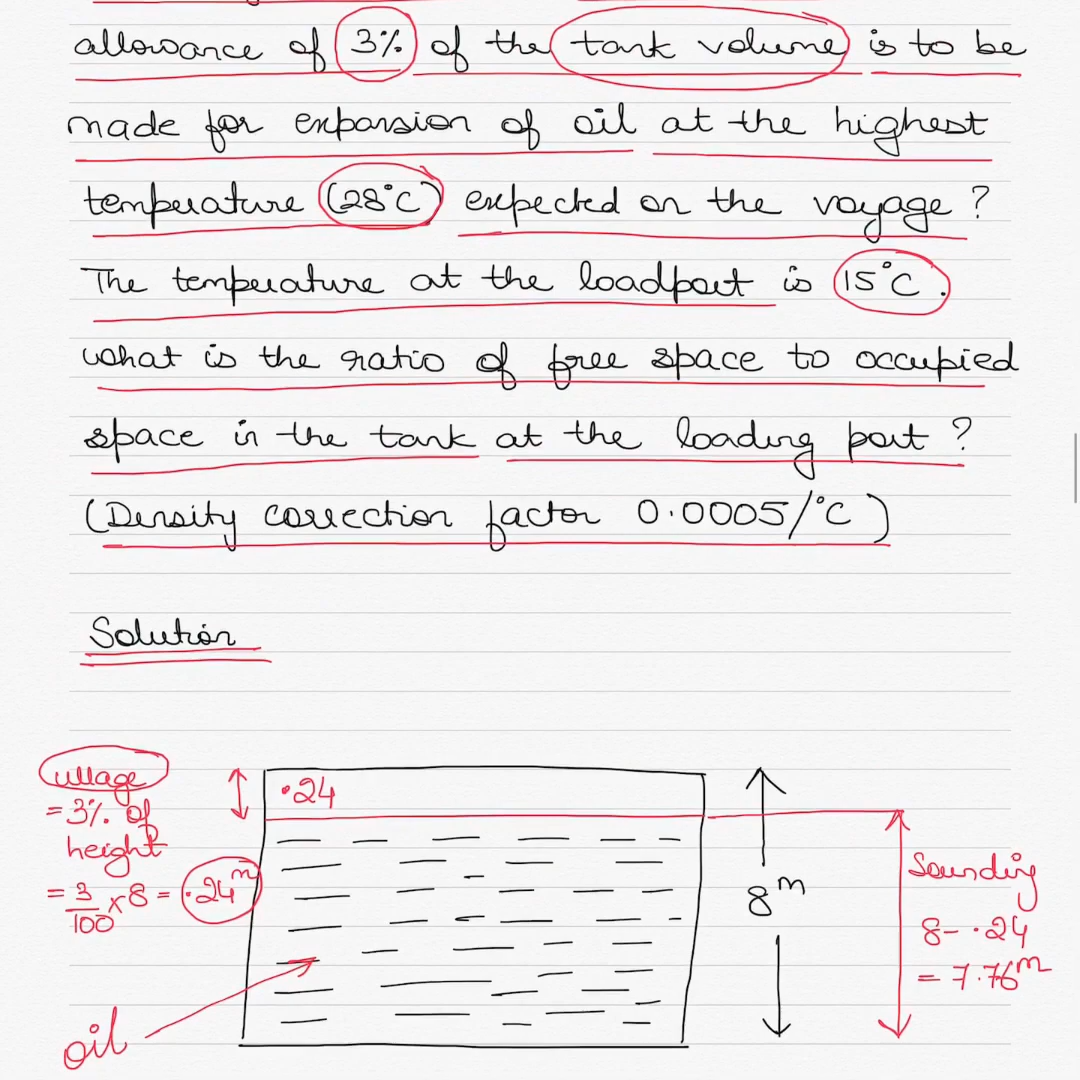 allowance of 3% of the tank volume is to be
made for expansion of oil at the highest
temperature (28°C) expected on the voyage ?
The temperature at the loadport is 15°C.
what is the ratio of free space to occupied
space in the tank at the loading port ?
(Density correction factor 0.0005/°C)
Solution
ullage
= 3% of
height
= 3/100 x 8 = .24m
.24
oil
8m
Sounding
8 - .24
= 7.76m